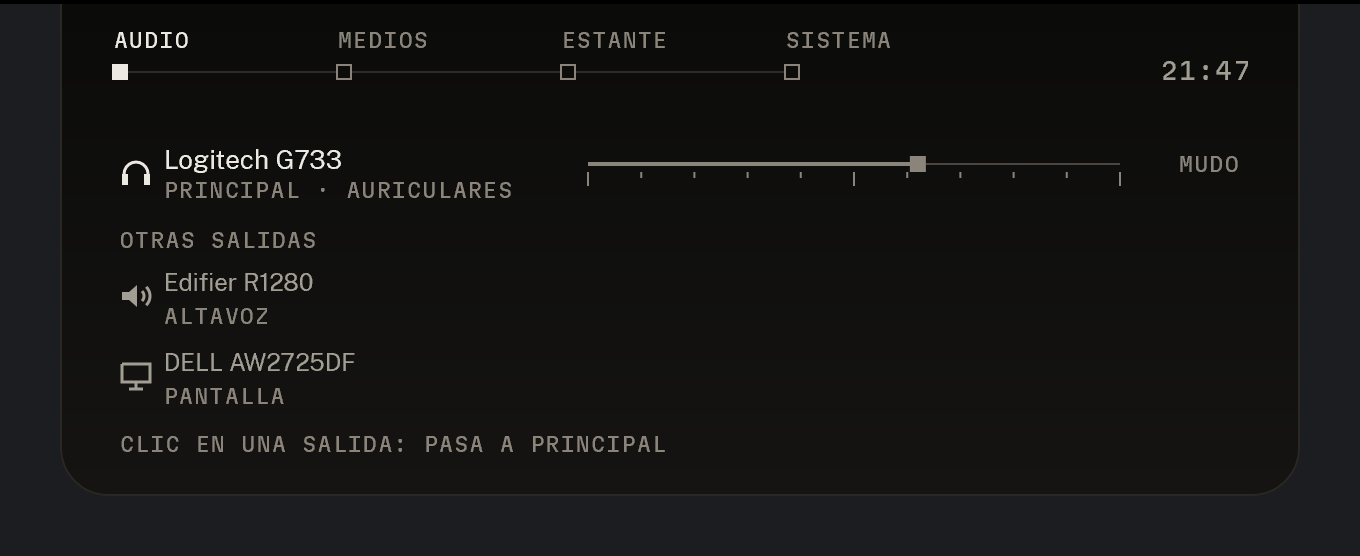 AUDIO MEDIOS ESTANTE SISTEMA
21:47
Logitech G733
PRINCIPAL · AURICULARES
MUDO
OTRAS SALIDAS
Edifier R1280
ALTAVOZ
DELL AW2725DF
PANTALLA
CLIC EN UNA SALIDA: PASA A PRINCIPAL